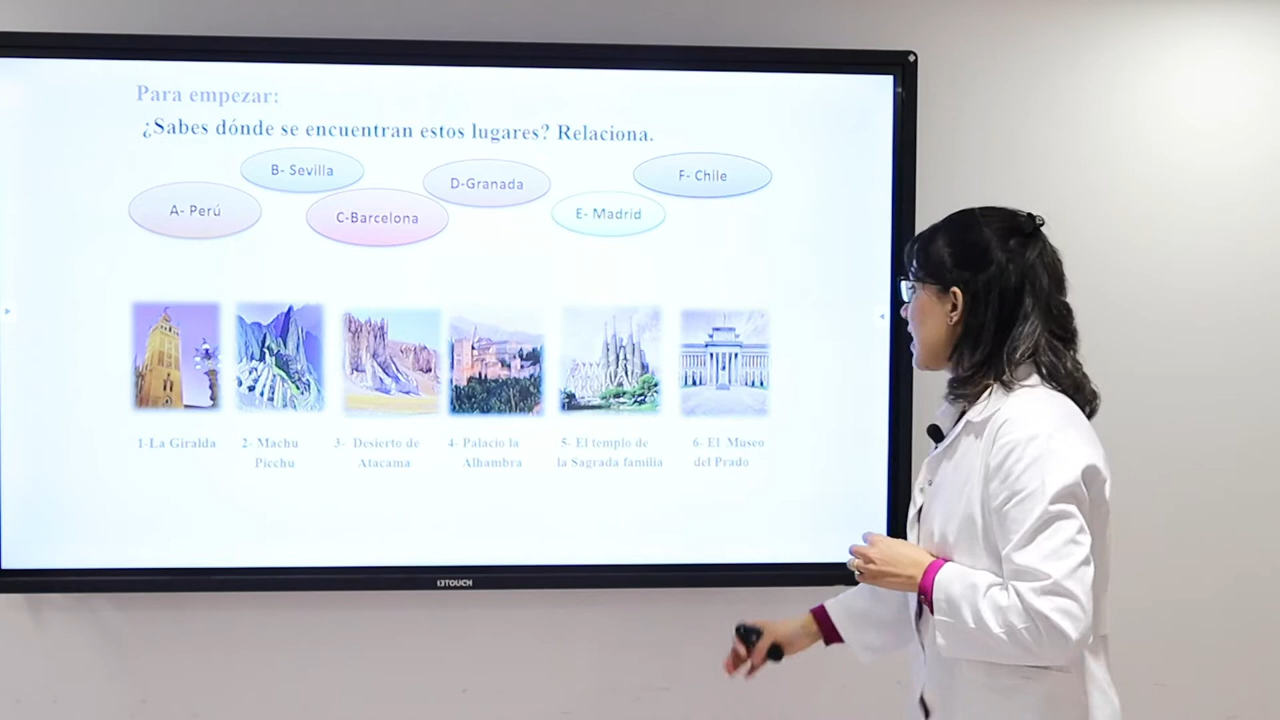 Para empezar:
¿Sabes dónde se encuentran estos lugares? Relaciona.
A- Perú
B- Sevilla
C-Barcelona
D-Granada
E- Madrid
F- Chile
1-La Giralda
2- Machu
Picchu
3- Desierto de
Atacama
4- Palacio la
Alhambra
5- El templo de
la Sagrada familia
6- El Museo
del Prado
i3TOUCH